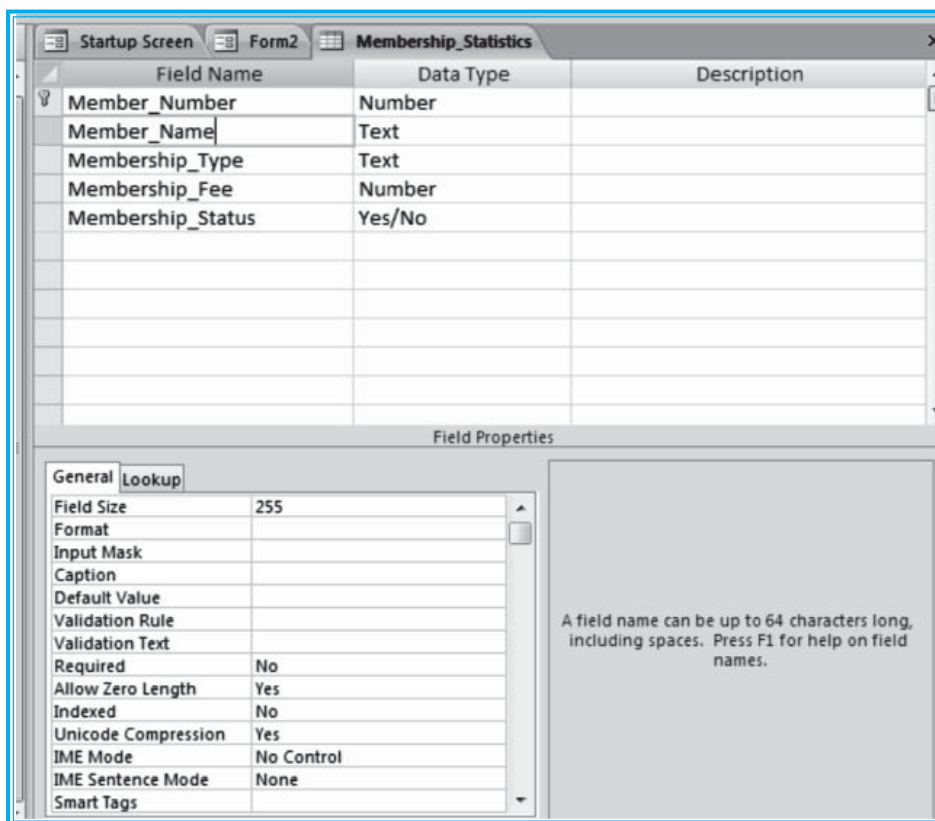 Startup Screen Form2 Membership_Statistics
Field Name Data Type Description
Member_Number Number
Member_Name Text
Membership_Type Text
Membership_Fee Number
Membership_Status Yes/No
Field Properties
General Lookup
Field Size 255
Format
Input Mask
Caption
Default Value
Validation Rule
Validation Text
Required No
Allow Zero Length Yes
Indexed No
Unicode Compression Yes
IME Mode No Control
IME Sentence Mode None
Smart Tags
A field name can be up to 64 characters long,
including spaces. Press F1 for help on field
names.